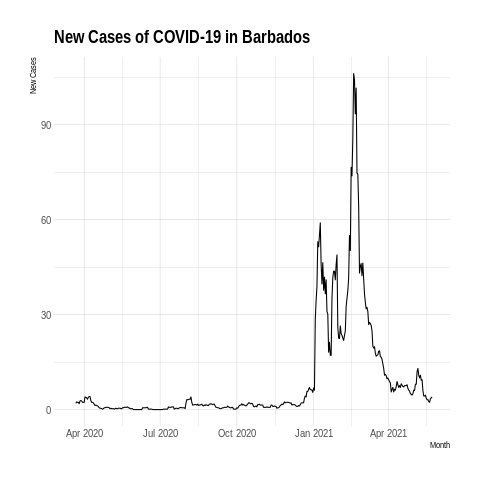 New Cases of COVID-19 in Barbados
New Cases
90
60
30
0
Apr 2020 Jul 2020 Oct 2020 Jan 2021 Apr 2021
Month